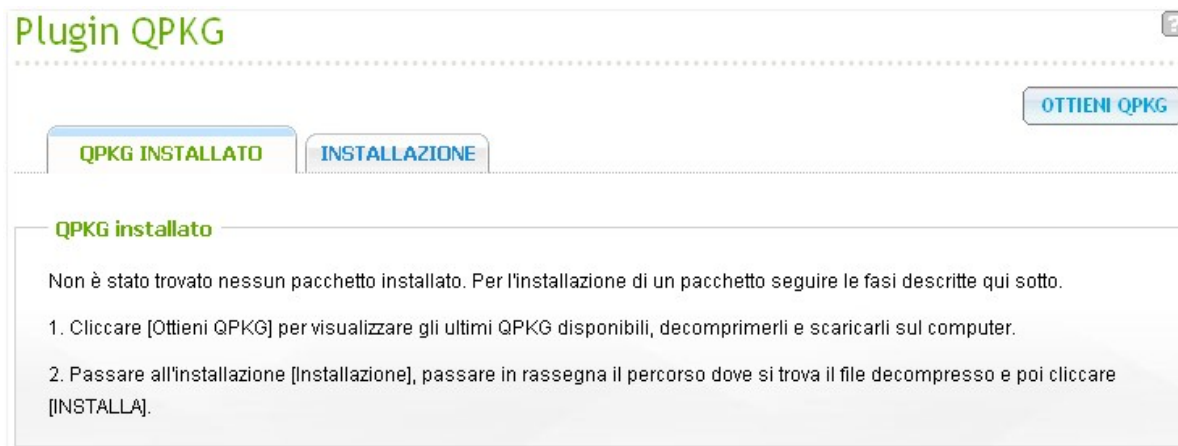 Plugin QPKG
?
OTTIENI QPKG
QPKG INSTALLATO
INSTALLAZIONE
QPKG installato
Non è stato trovato nessun pacchetto installato. Per l'installazione di un pacchetto seguire le fasi descritte qui sotto.
1. Cliccare [Ottieni QPKG] per visualizzare gli ultimi QPKG disponibili, decomprimerli e scaricarli sul computer.
2. Passare all'installazione [Installazione], passare in rassegna il percorso dove si trova il file decompresso e poi cliccare
[INSTALLA].